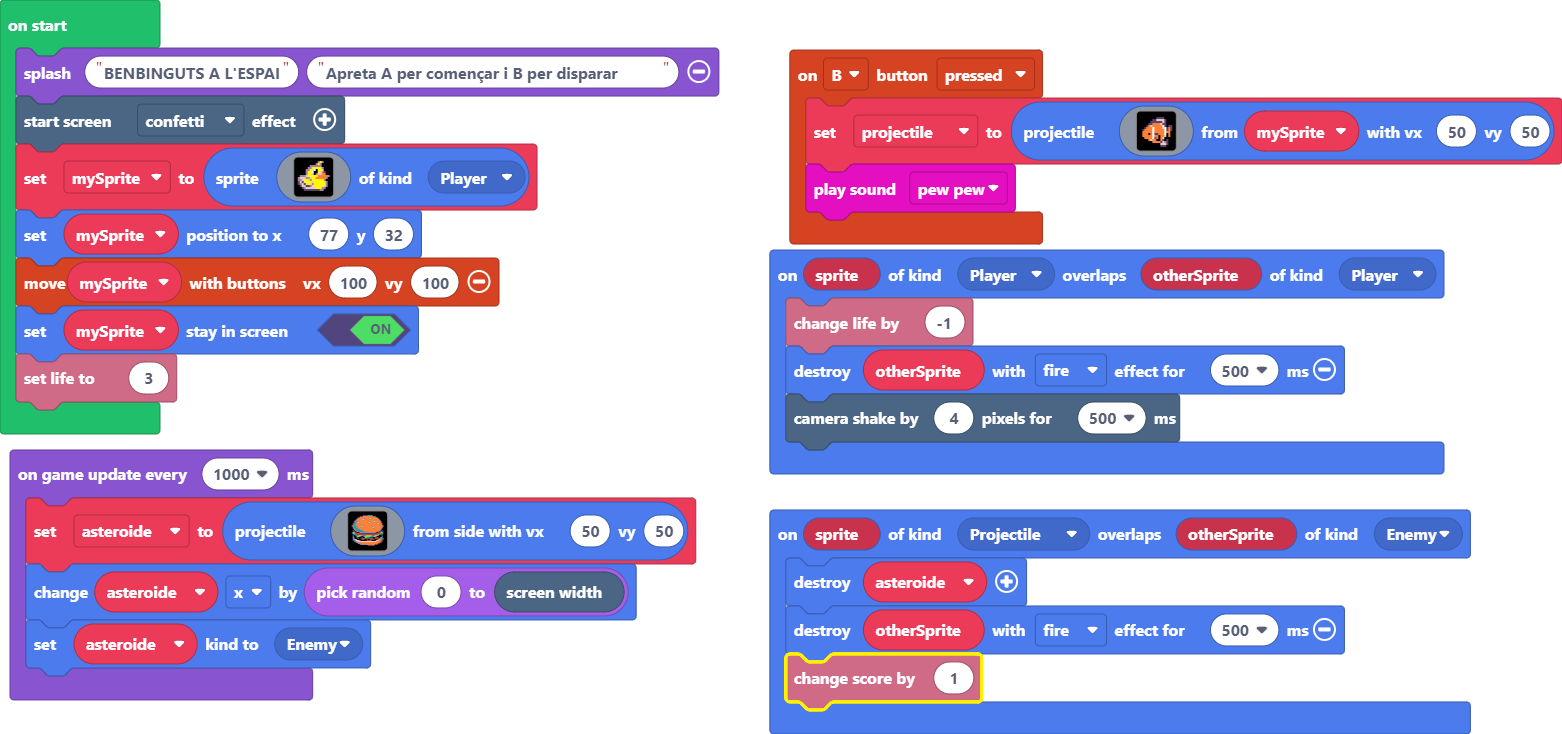 on start
splash "BENBINGUTS A L'ESPAI" "Apreta A per començar i B per disparar "
start screen confetti effect
set mySprite to sprite of kind Player
set mySprite position to x 77 y 32
move mySprite with buttons vx 100 vy 100
set mySprite stay in screen ON
set life to 3
on game update every 1000 ms
set asteroide to projectile from side with vx 50 vy 50
change asteroide x by pick random 0 to screen width
set asteroide kind to Enemy
on B button pressed
set projectile to projectile from mySprite with vx 50 vy 50
play sound pew pew
on sprite of kind Player overlaps otherSprite of kind Player
change life by -1
destroy otherSprite with fire effect for 500 ms
camera shake by 4 pixels for 500 ms
on sprite of kind Projectile overlaps otherSprite of kind Enemy
destroy asteroide
destroy otherSprite with fire effect for 500 ms
change score by 1